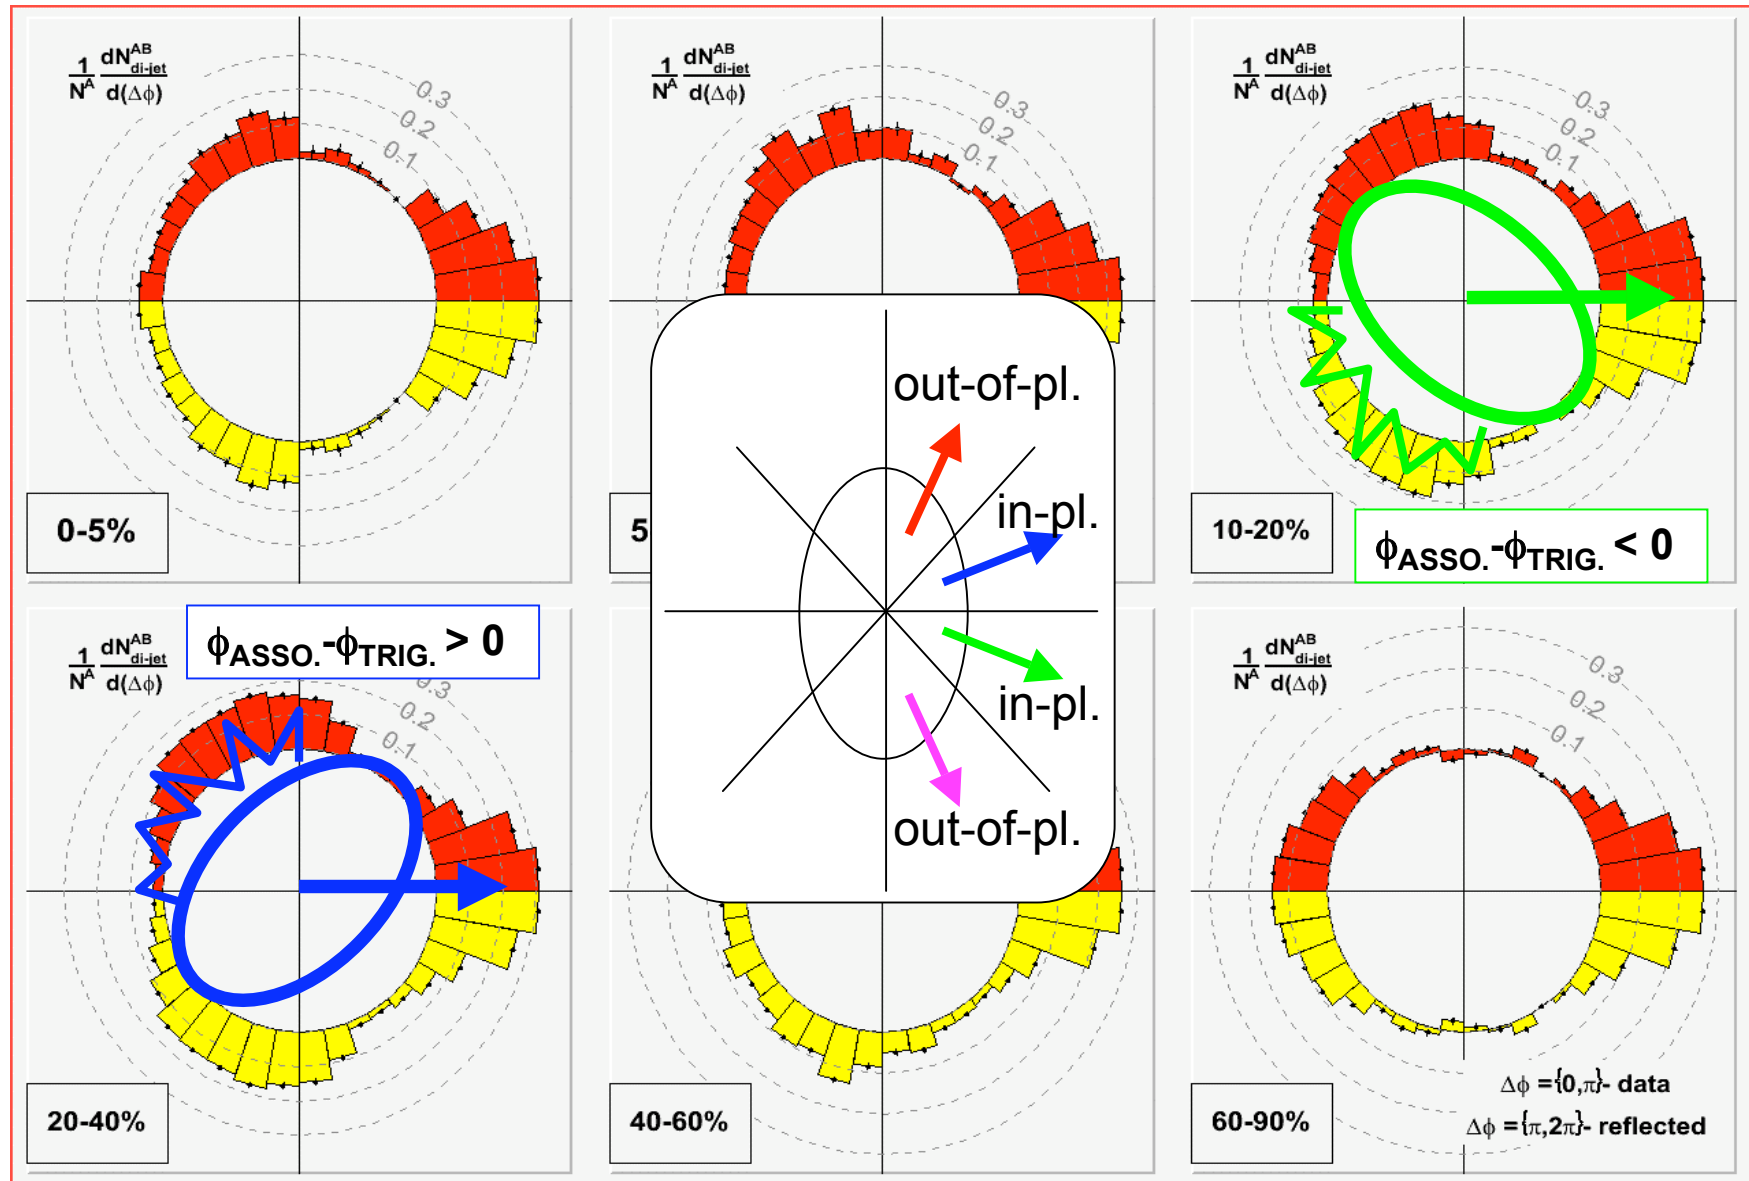 1/N^A dN^AB_di-jet/d(Δϕ)
0.3
0.2
0.1
0-5%
1/N^A dN^AB_di-jet/d(Δϕ)
0.3
0.2
0.1
5
1/N^A dN^AB_di-jet/d(Δϕ)
0.3
0.2
0.1
10-20%
ϕASSO.-ϕTRIG. < 0
out-of-pl.
in-pl.
in-pl.
out-of-pl.
1/N^A dN^AB_di-jet/d(Δϕ)
ϕASSO.-ϕTRIG. > 0
0.3
0.2
0.1
20-40%
40-60%
1/N^A dN^AB_di-jet/d(Δϕ)
0.3
0.2
0.1
60-90%
Δϕ ={0,π}- data
Δϕ ={π,2π}- reflected